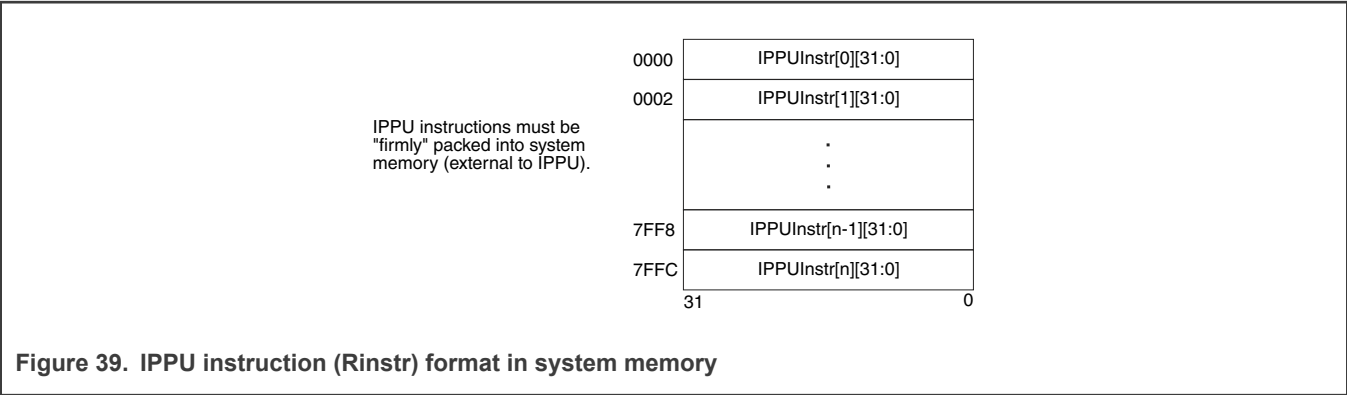 0000 IPPUInstr[0][31:0]
0002 IPPUInstr[1][31:0]
IPPU instructions must be
"firmly" packed into system
memory (external to IPPU).
.
.
.
7FF8 IPPUInstr[n-1][31:0]
7FFC IPPUInstr[n][31:0]
31 0
Figure 39. IPPU instruction (Rinstr) format in system memory